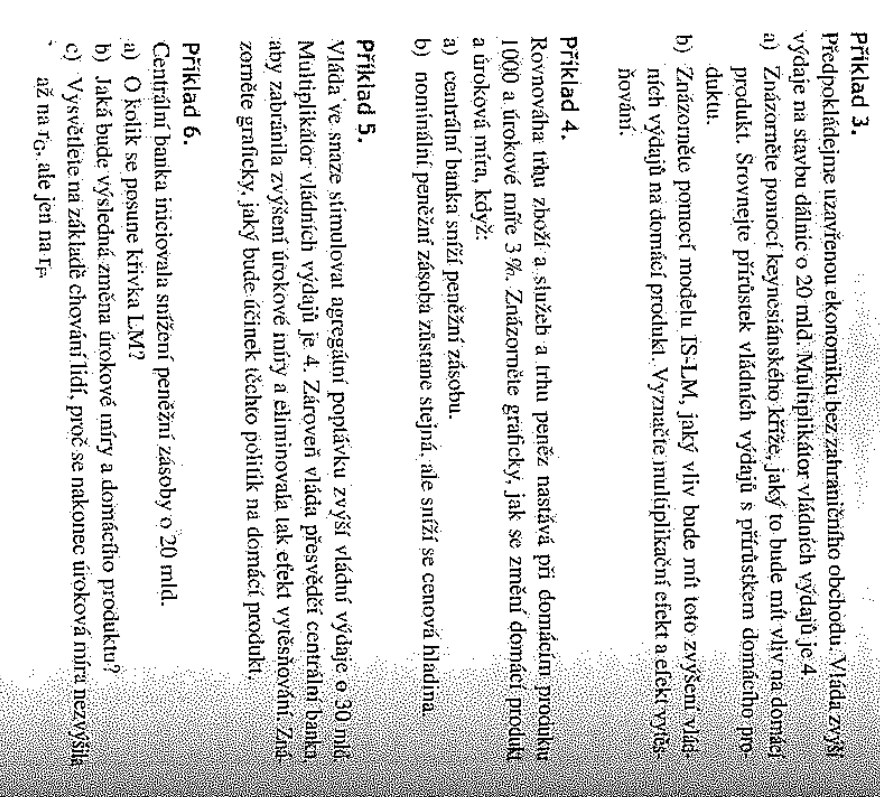 Příklad 3.
Předpokládejme uzavřenou ekonomiku bez zahraničního obchodu. Vláda zvýší
výdaje na stavbu dálnic o 20 mld. Multiplikátor vládních výdajů je 4.
a) Znázorněte pomocí keynesiánského kříže, jaký to bude mít vliv na domácí
produkt. Srovnejte přírůstek vládních výdajů s přírůstkem domácího pro-
duktu.
b) Znázorněte pomocí modelu IS-LM, jaký vliv bude mít toto zvýšení vlád-
ních výdajů na domácí produkt. Vyznačte multiplikační efekt a efekt vytěs-
ňování.
Příklad 4.
Rovnováha trhu zboží a služeb a trhu peněz nastává při domácím produktu
1000 a úrokové míře 3 %. Znázorněte graficky, jak se změní domácí produkt
a úroková míra, když:
a) centrální banka sníží peněžní zásobu.
b) nominální peněžní zásoba zůstane stejná, ale sníží se cenová hladina.
Příklad 5.
Vláda ve snaze stimulovat agregátní poptávku zvýší vládní výdaje o 30 mld.
Multiplikátor vládních výdajů je 4. Zároveň vláda přesvědčí centrální banku,
aby zabránila zvýšení úrokové míry a eliminovala tak efekt vytěsňování. Zná-
zorněte graficky, jaký bude účinek těchto politik na domácí produkt.
Příklad 6.
Centrální banka iniciovala snížení peněžní zásoby o 20 mld.
a) O kolik se posune křivka LM?
b) Jaká bude výsledná změna úrokové míry a domácího produktu?
c) Vysvětlete na základě chování lidí, proč se nakonec úroková míra nezvýšila
až na r_G, ale jen na r_F.